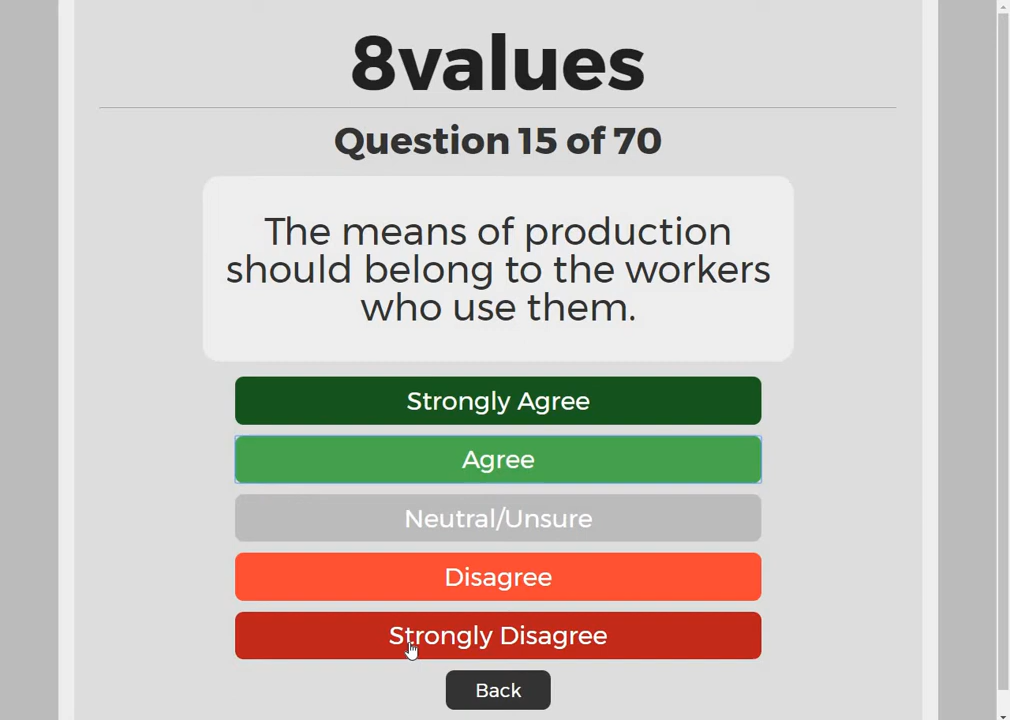 8values
Question 15 of 70
The means of production
should belong to the workers
who use them.
Strongly Agree
Agree
Neutral/Unsure
Disagree
Strongly Disagree
Back